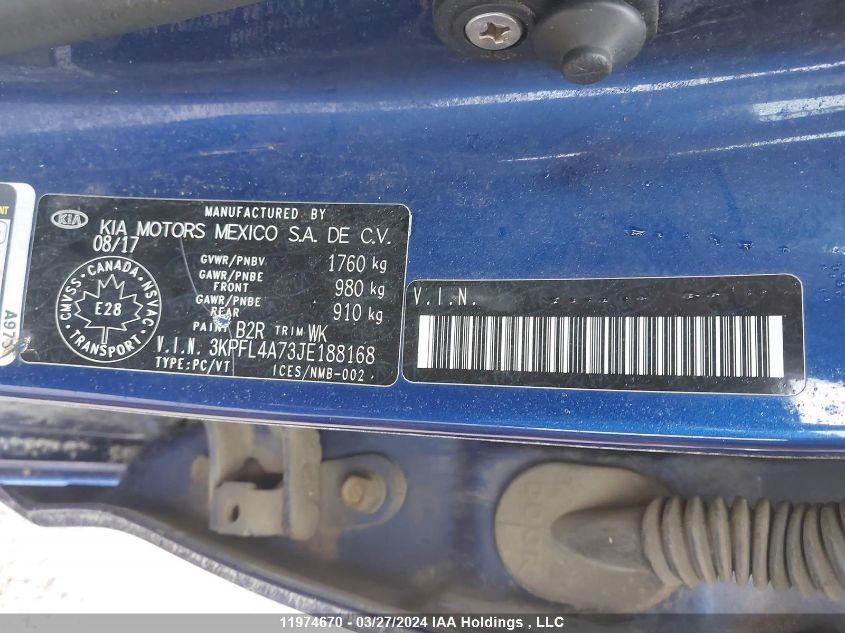 MANUFACTURED BY
KIA
KIA MOTORS MEXICO S.A. DE C.V.
08/17
GVWR/PNBV 1760 kg
GAWR/PNBE FRONT 980 kg
GAWR/PNBE REAR 910 kg
CANADA
CMVSS NSVAC
E28
TRANSPORT
PAINT B2R TRIM WK
V.I.N. 3KPFL4A73JE188168
TYPE:PC/VT ICES/NMB-002
V.I.N.
11974670 - 03/27/2024 IAA Holdings , LLC